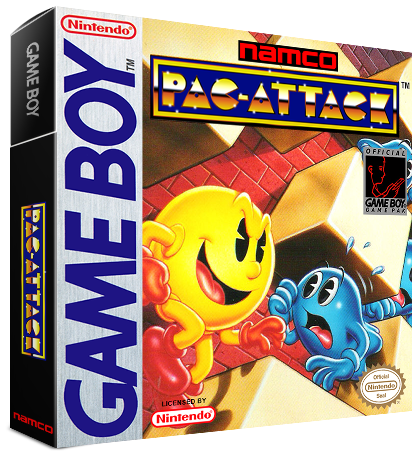 GAME BOY
PAC-ATTACK
namco
Nintendo
GAME BOY™
namco
PAC-ATTACK™
OFFICIAL
GAME BOY
GAME PAK
LICENSED BY
Nintendo
Official
Nintendo
Seal